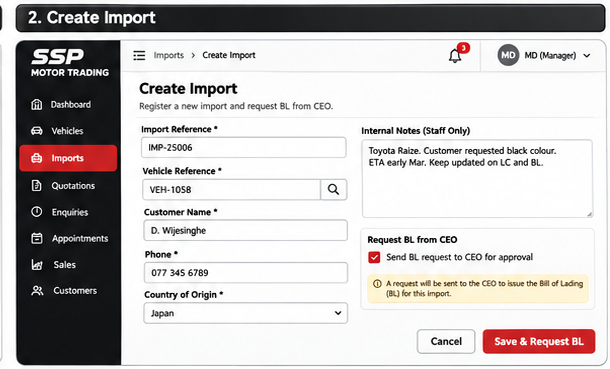 2. Create Import
SSP
MOTOR TRADING
Dashboard
Vehicles
Imports
Quotations
Enquiries
Appointments
Sales
Customers
Imports > Create Import
3
MD
MD (Manager)
Create Import
Register a new import and request BL from CEO.
Import Reference *
IMP-25006
Vehicle Reference *
VEH-1058
Customer Name *
D. Wijesinghe
Phone *
077 345 6789
Country of Origin *
Japan
Internal Notes (Staff Only)
Toyota Raize. Customer requested black colour.
ETA early Mar. Keep updated on LC and BL.
Request BL from CEO
Send BL request to CEO for approval
A request will be sent to the CEO to issue the Bill of Lading
(BL) for this import.
Cancel
Save & Request BL